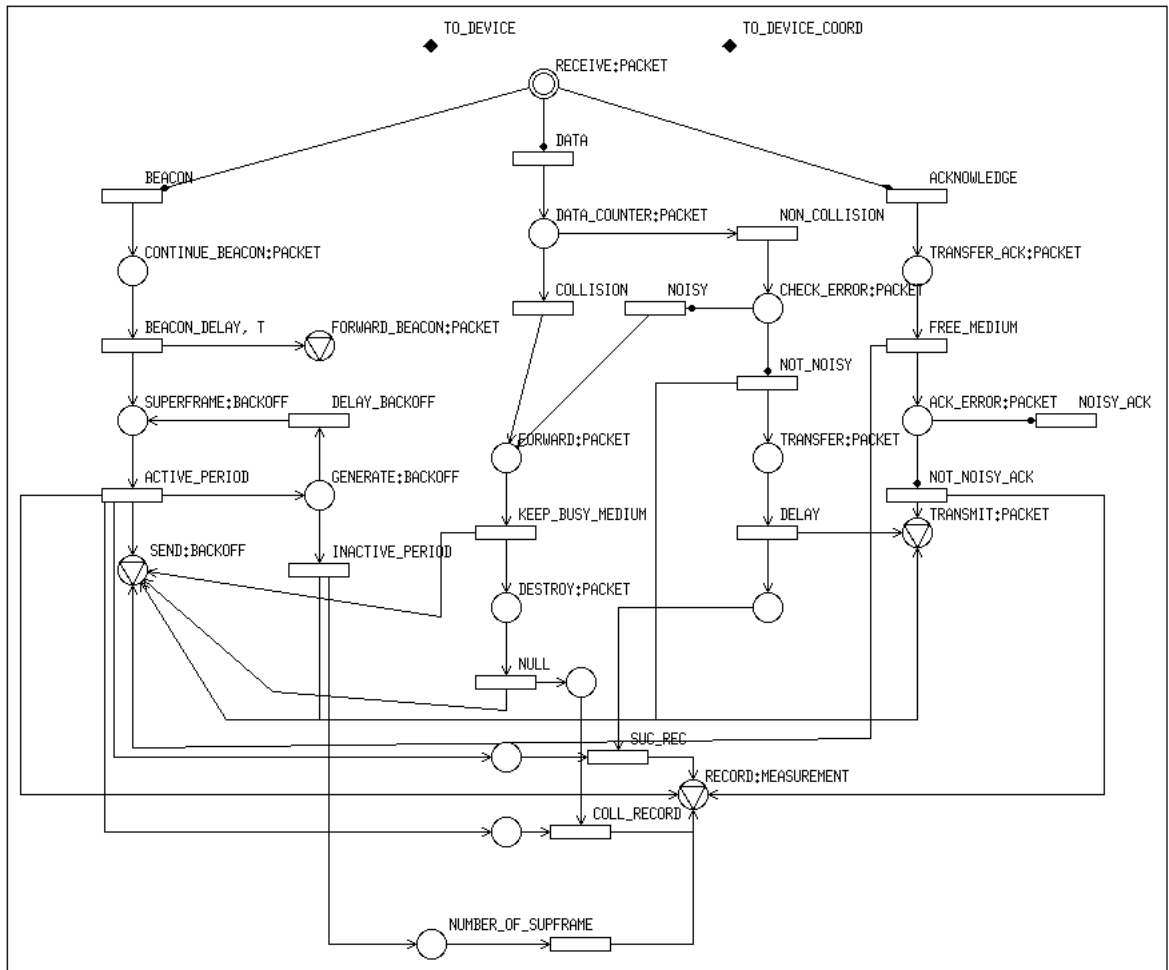 TO_DEVICE
TO_DEVICE_COORD
RECEIVE:PACKET
DATA
BEACON
ACKNOWLEDGE
DATA_COUNTER:PACKET
NON_COLLISION
CONTINUE_BEACON:PACKET
TRANSFER_ACK:PACKET
COLLISION
NOISY
CHECK_ERROR:PACKET
BEACON_DELAY, T
FORWARD_BEACON:PACKET
FREE_MEDIUM
NOT_NOISY
SUPERFRAME:BACKOFF
DELAY_BACKOFF
ACK_ERROR:PACKET
NOISY_ACK
FORWARD:PACKET
TRANSFER:PACKET
ACTIVE_PERIOD
GENERATE:BACKOFF
NOT_NOISY_ACK
KEEP_BUSY_MEDIUM
DELAY
TRANSMIT:PACKET
SEND:BACKOFF
INACTIVE_PERIOD
DESTROY:PACKET
NULL
SUC_REC
RECORD:MEASUREMENT
COLL_RECORD
NUMBER_OF_SUPFRAME